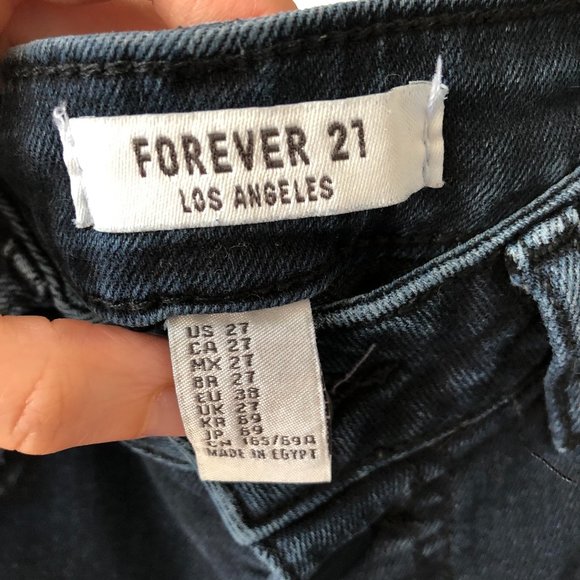 FOREVER 21
LOS ANGELES
US 27
CA 27
MX 27
BR 27
EU 38
UK 27
KR 69
JP 69
CN 165/69A
MADE IN EGYPT